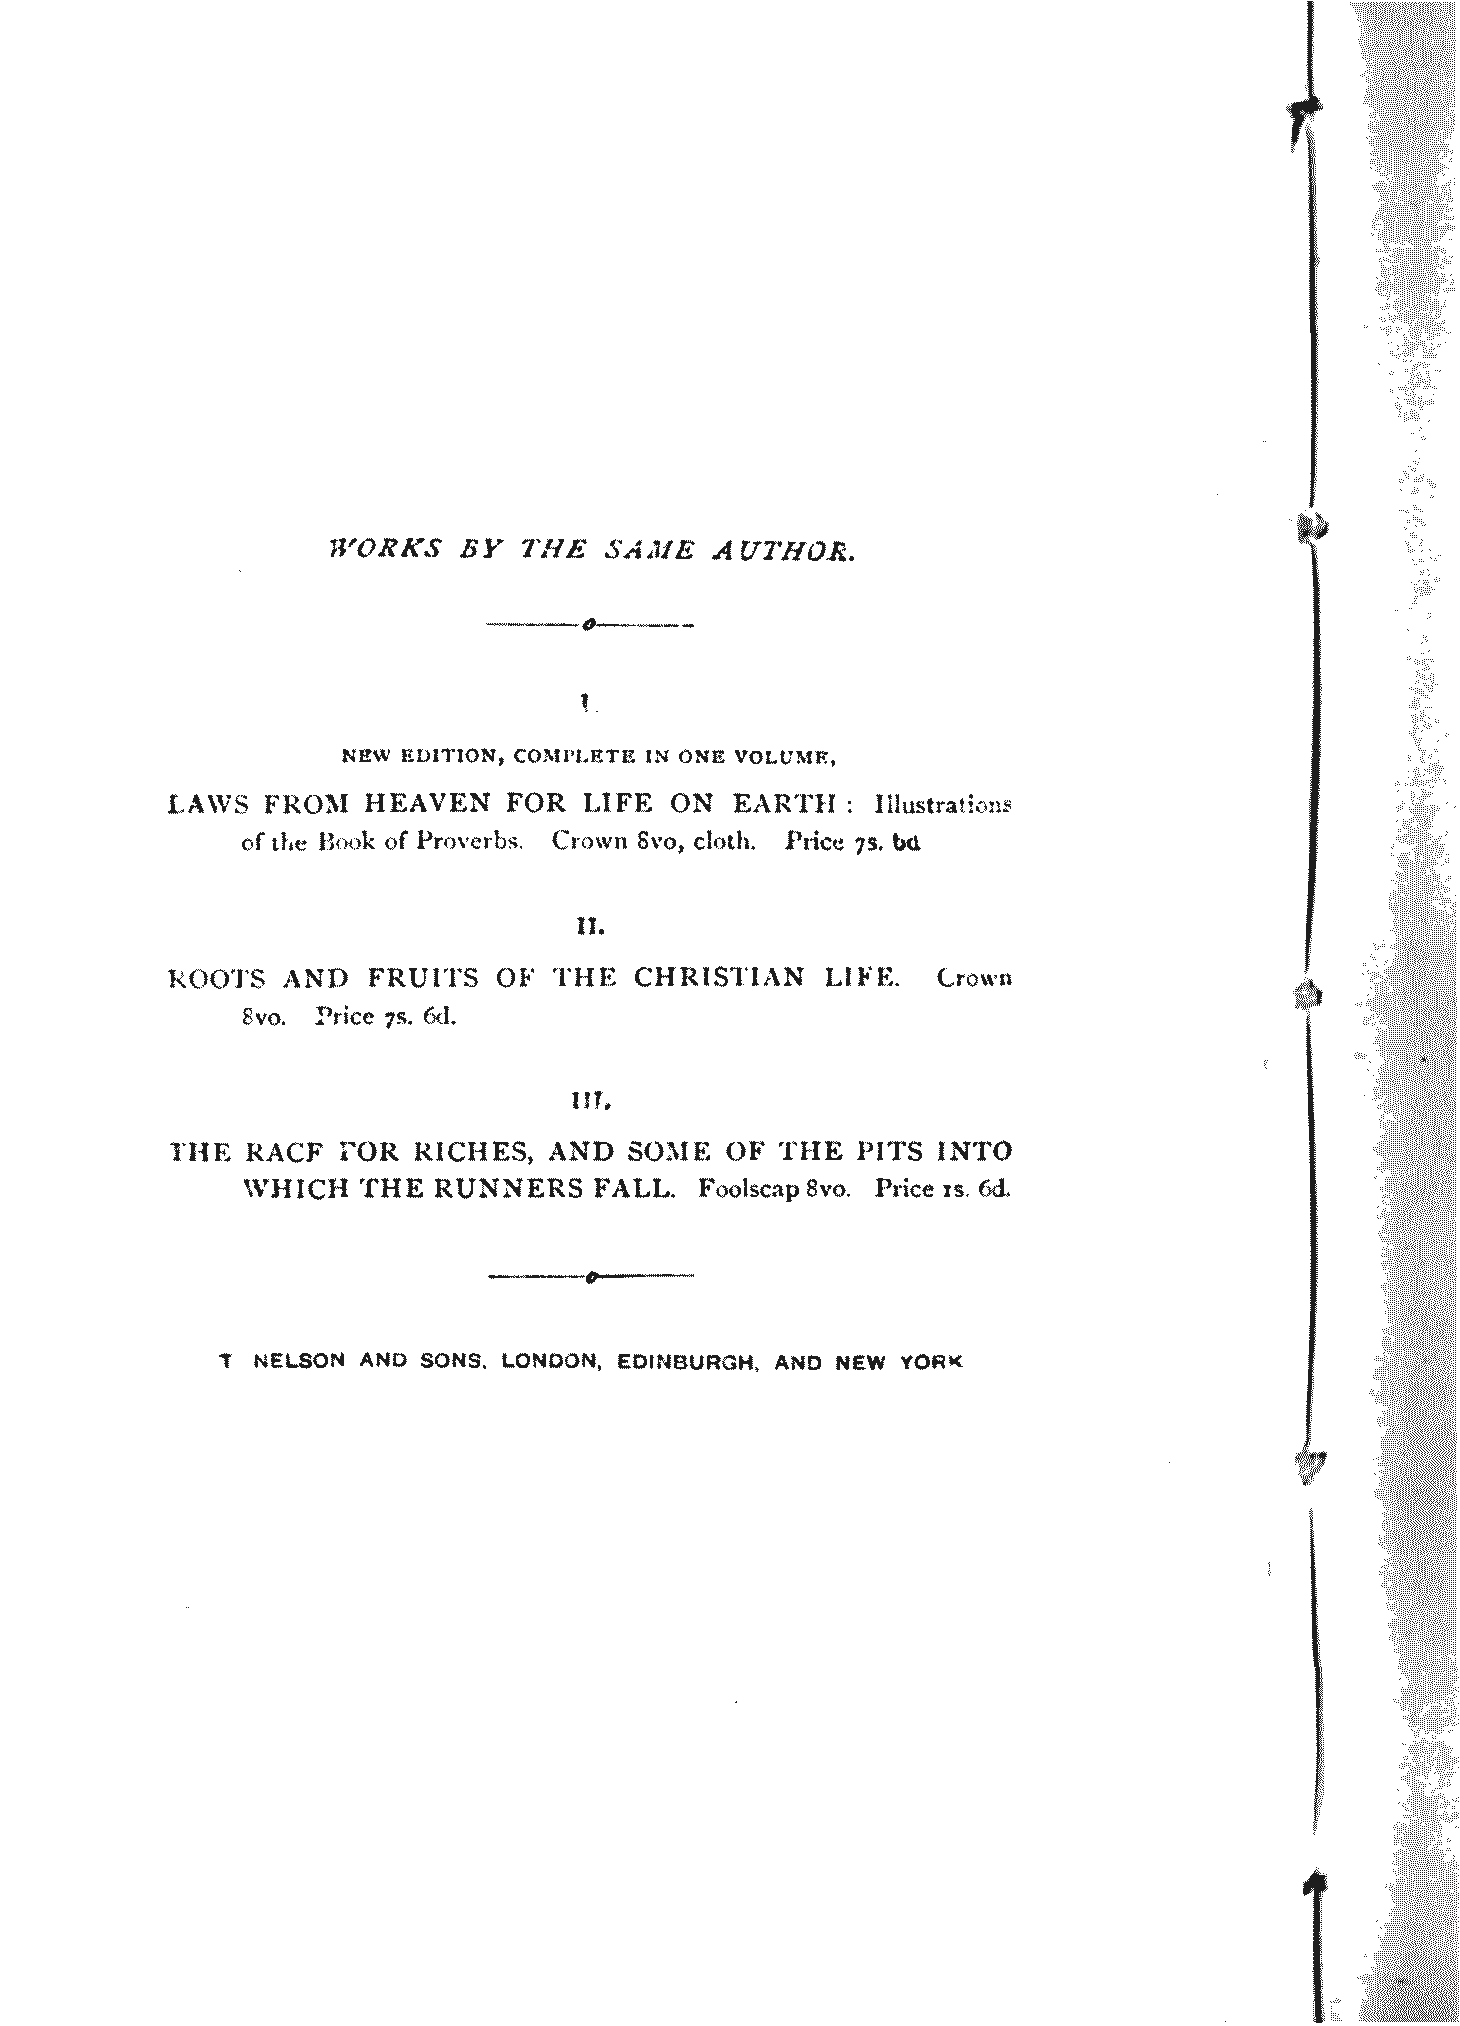 WORKS BY THE SAME AUTHOR.
I.
NEW EDITION, COMPLETE IN ONE VOLUME,
LAWS FROM HEAVEN FOR LIFE ON EARTH: Illustrations
of the Book of Proverbs. Crown 8vo, cloth. Price 7s. 6d
II.
ROOTS AND FRUITS OF THE CHRISTIAN LIFE. Crown
8vo. Price 7s. 6d.
III.
THE RACE FOR RICHES, AND SOME OF THE PITS INTO
WHICH THE RUNNERS FALL. Foolscap 8vo. Price 1s. 6d.
T NELSON AND SONS, LONDON, EDINBURGH, AND NEW YORK